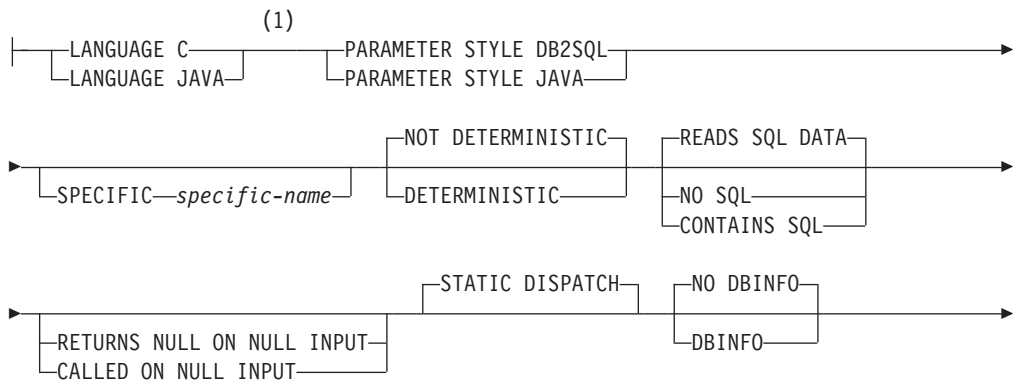 (1)
LANGUAGE C PARAMETER STYLE DB2SQL
LANGUAGE JAVA PARAMETER STYLE JAVA
NOT DETERMINISTIC READS SQL DATA
SPECIFIC specific-name DETERMINISTIC NO SQL
CONTAINS SQL
STATIC DISPATCH NO DBINFO
RETURNS NULL ON NULL INPUT DBINFO
CALLED ON NULL INPUT